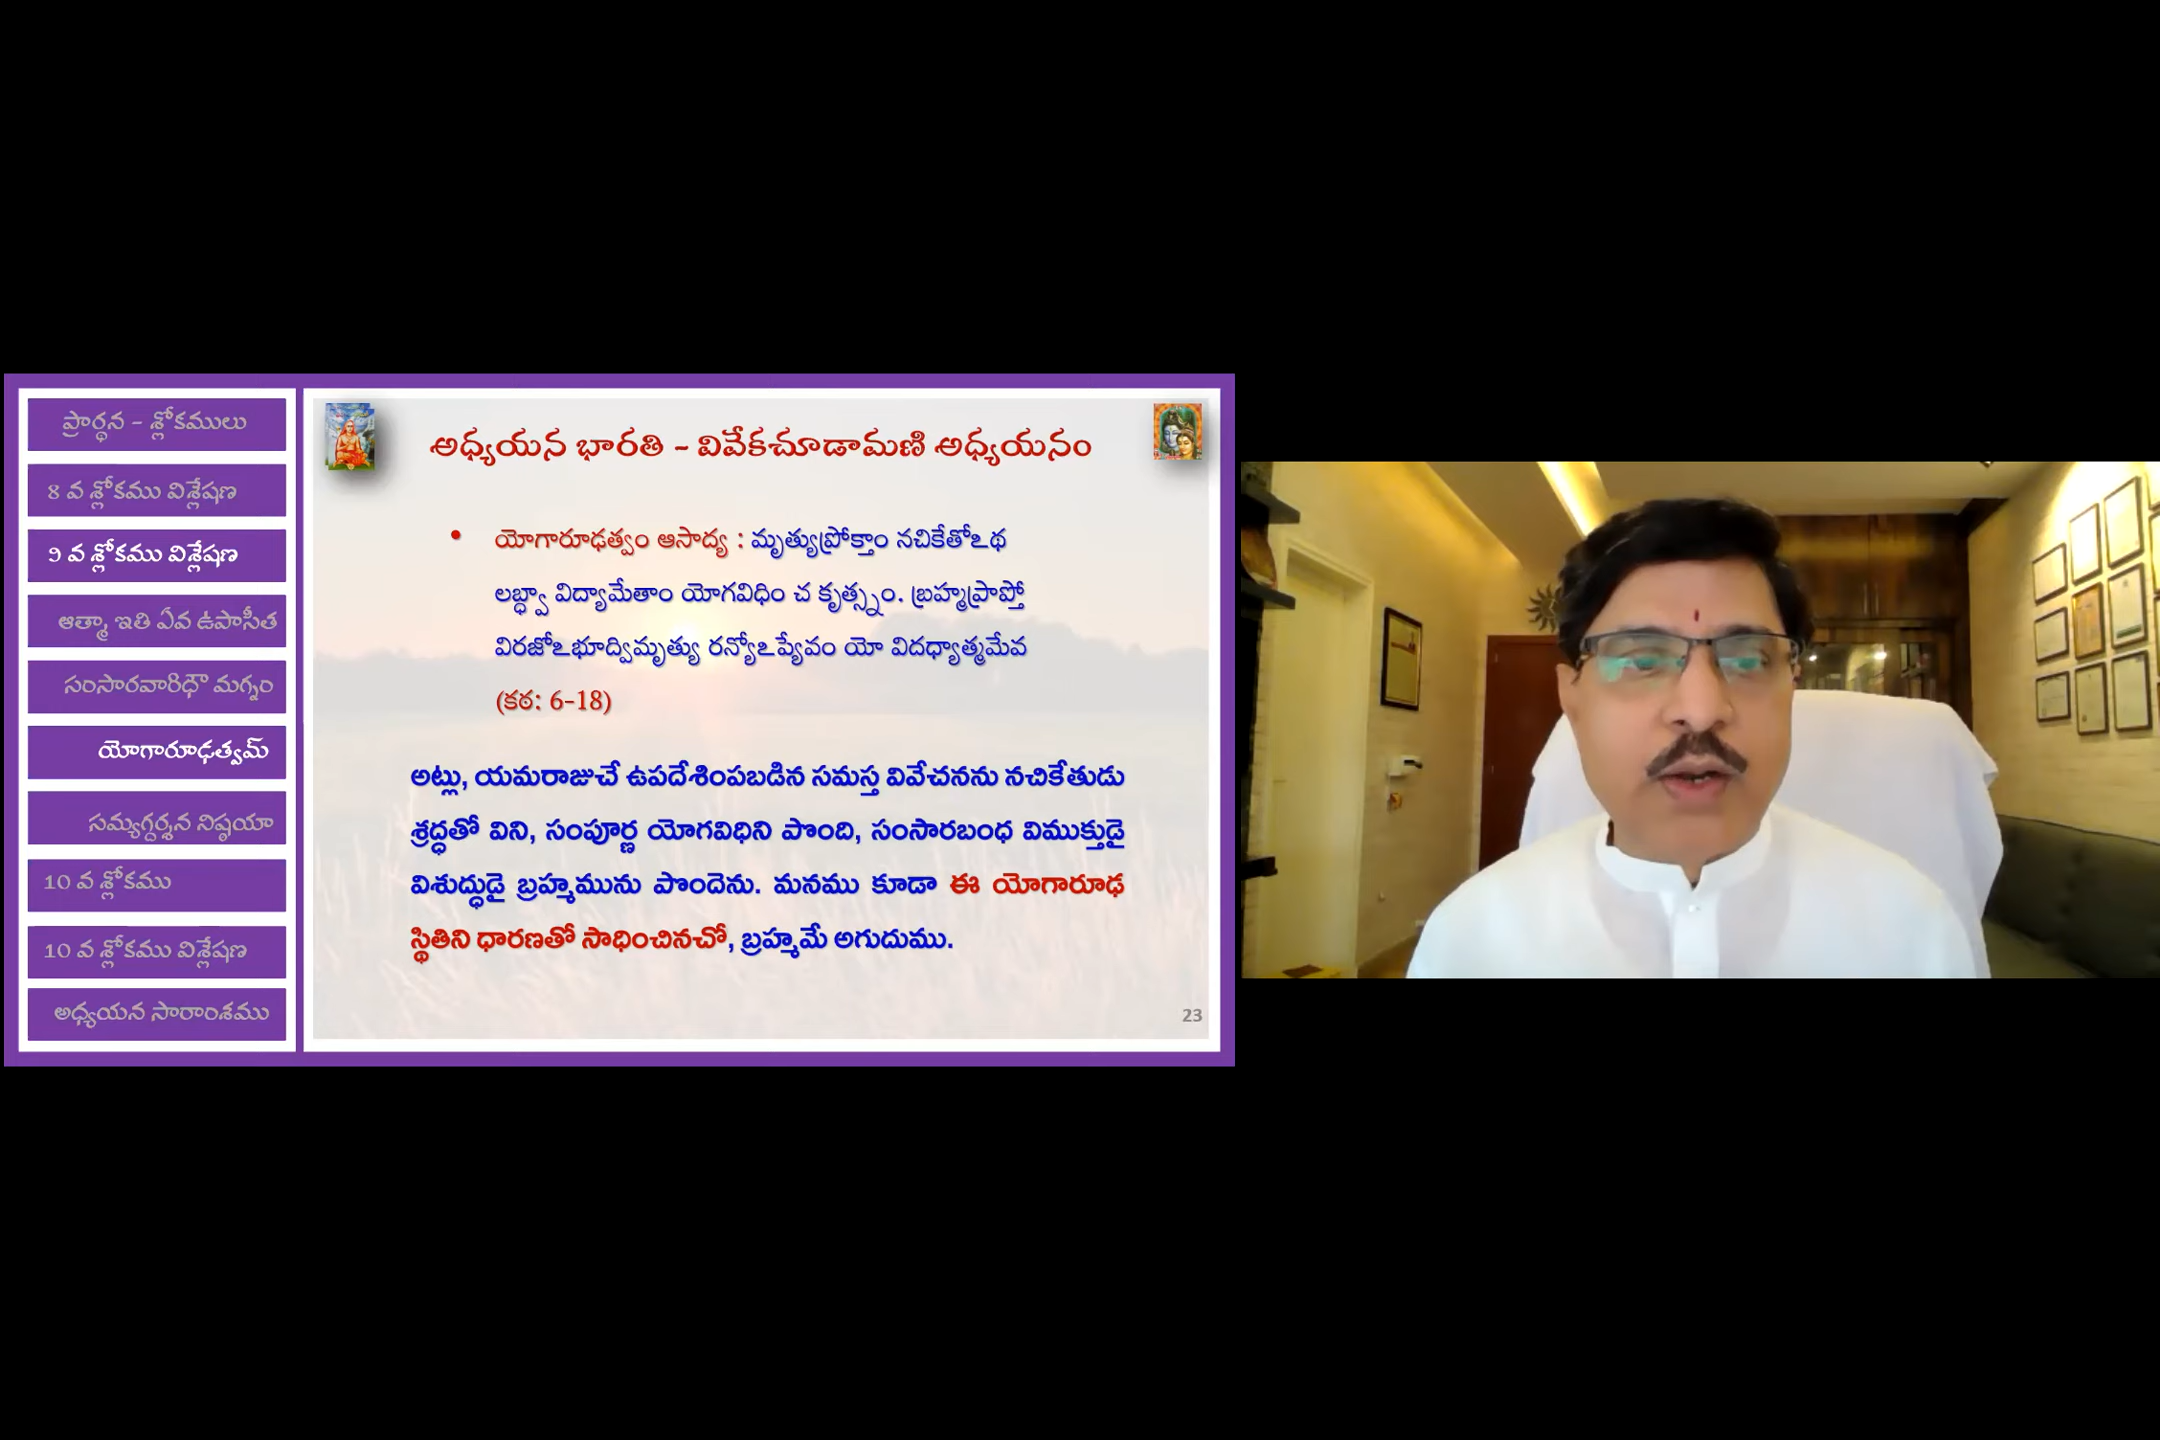 ప్రార్థన - శ్లోకములు
8 వ శ్లోకము విశ్లేషణ
9 వ శ్లోకము విశ్లేషణ
ఆత్మా ఇతి ఏవ ఉపాసీత
సంసారవారిధౌ మగ్నం
యోగారూఢత్వమ్
సమ్యగ్దర్శన నిష్ఠయా
10 వ శ్లోకము
10 వ శ్లోకము విశ్లేషణ
అధ్యయన సారాంశము
అధ్యయన భారతి - వివేకచూడామణి అధ్యయనం
• యోగారూఢత్వం ఆసాద్య : మృత్యుప్రోక్తాం నచికేతోఽథ
లబ్ధ్వా విద్యామేతాం యోగవిధిం చ కృత్స్నం. బ్రహ్మప్రాప్తో
విరజోఽభూద్విమృత్యు రన్యోఽప్యేవం యో విదధ్యాత్మమేవ
(కఠ: 6-18)
అట్లు, యమరాజుచే ఉపదేశింపబడిన సమస్త వివేచనను నచికేతుడు
శ్రద్ధతో విని, సంపూర్ణ యోగవిధిని పొంది, సంసారబంధ విముక్తుడై
విశుద్ధుడై బ్రహ్మమును పొందెను. మనము కూడా ఈ యోగారూఢ
స్థితిని ధారణతో సాధించినచో, బ్రహ్మమే అగుదుము.
23